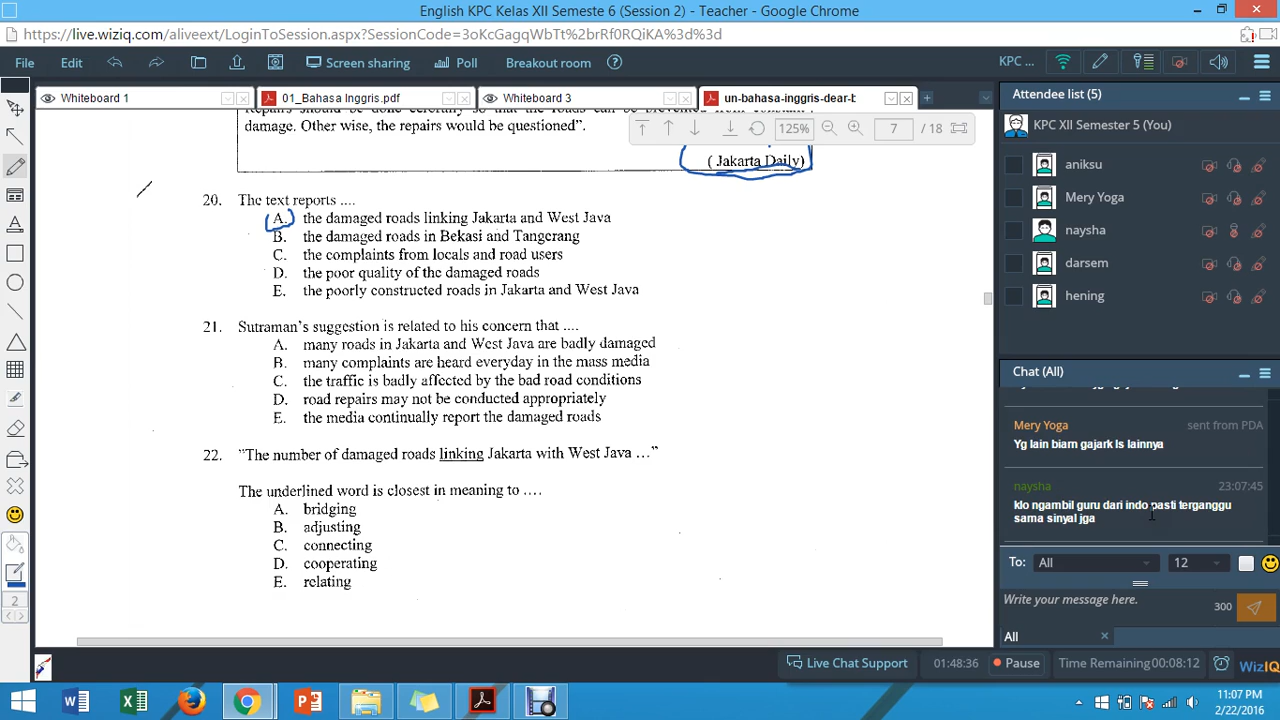 English KPC Kelas XII Semeste 6 (Session 2) - Teacher - Google Chrome
https://live.wiziq.com/aliveext/LoginToSession.aspx?SessionCode=3oKcGagqWbTt%2brRf0RQiKA%3d%3d
File Edit Screen sharing Poll Breakout room KPC ...
Whiteboard 1 01_Bahasa Inggris.pdf Whiteboard 3 un-bahasa-inggris-dear-b
125% 7 / 18
damage. Other wise, the repairs would be questioned”.
( Jakarta Daily)
20. The text reports ....
A. the damaged roads linking Jakarta and West Java
B. the damaged roads in Bekasi and Tangerang
C. the complaints from locals and road users
D. the poor quality of the damaged roads
E. the poorly constructed roads in Jakarta and West Java
21. Sutraman's suggestion is related to his concern that ....
A. many roads in Jakarta and West Java are badly damaged
B. many complaints are heard everyday in the mass media
C. the traffic is badly affected by the bad road conditions
D. road repairs may not be conducted appropriately
E. the media continually report the damaged roads
22. "The number of damaged roads linking Jakarta with West Java ..."
The underlined word is closest in meaning to ....
A. bridging
B. adjusting
C. connecting
D. cooperating
E. relating
2
Attendee list (5)
KPC XII Semester 5 (You)
aniksu
Mery Yoga
naysha
darsem
hening
Chat (All)
Mery Yoga sent from PDA
Yg lain biarn gajark ls lainnya
naysha 23:07:45
klo ngambil guru dari indo pasti terganggu
sama sinyal jga
To: All 12
Write your message here. 300
All
Live Chat Support 01:48:36 Pause Time Remaining 00:08:12 WizIQ
11:07 PM
2/22/2016